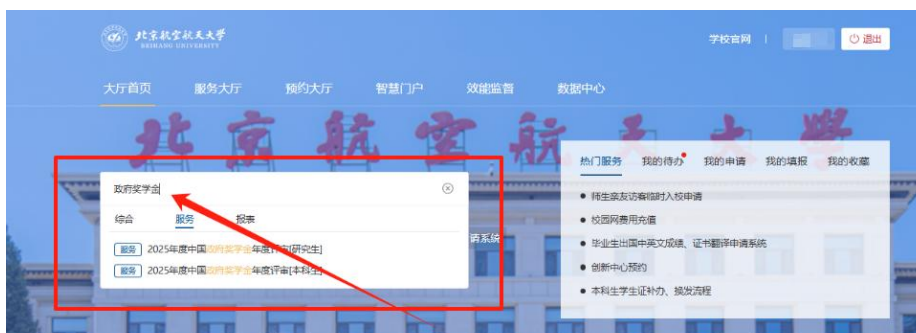 北京航空航天大学
BEIHANG UNIVERSITY
学校官网
退出
大厅首页 服务大厅 预约大厅 智慧门户 效能监督 数据中心
北京航空航天大學
政府奖学金
综合 服务 报表
服务 2025年度中国政府奖学金年度评审[研究生]
服务 2025年度中国政府奖学金年度评审[本科生]
请系统
热门服务 我的待办 我的申请 我的填报 我的收藏
师生亲友访客临时入校申请
校园网费用充值
毕业生出国中英文成绩、证书翻译申请系统
创新中心预约
本科生学生证补办、换发流程